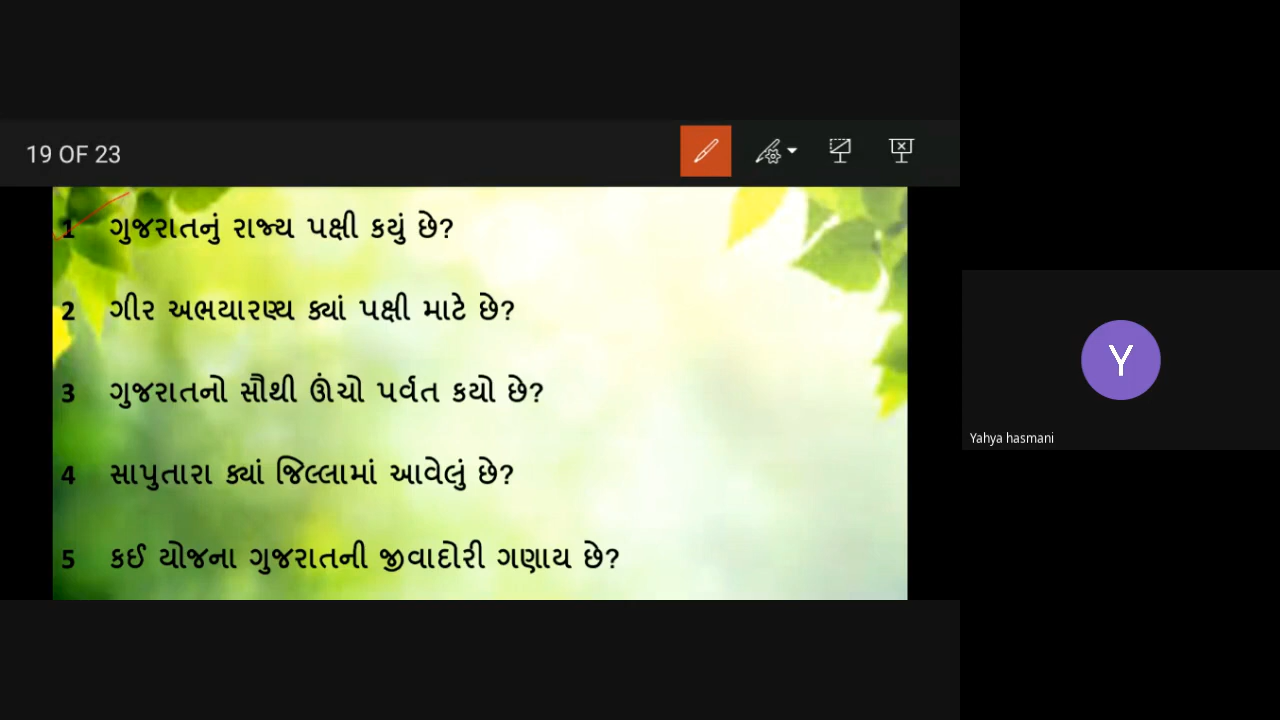 19 OF 23
1 ગુજરાતનું રાજ્ય પક્ષી કયું છે?
2 ગીર અભયારણ્ય ક્યાં પક્ષી માટે છે?
3 ગુજરાતનો સૌથી ઊંચો પર્વત કયો છે?
4 સાપુતારા ક્યાં જિલ્લામાં આવેલું છે?
5 કઈ યોજના ગુજરાતની જીવાદોરી ગણાય છે?
Y
Yahya hasmani